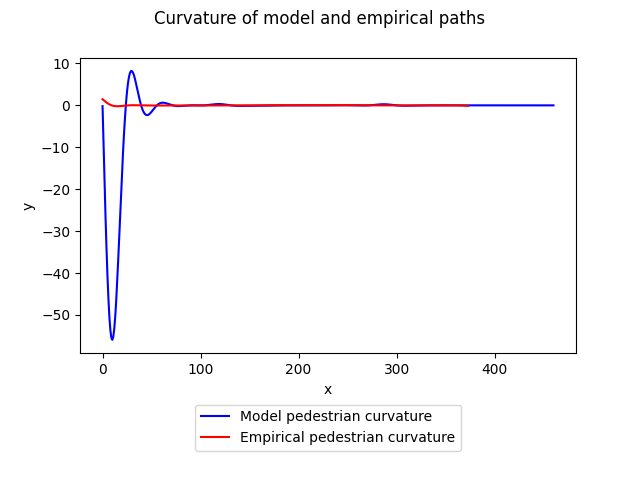 Curvature of model and empirical paths
10
0
−10
−20
−30
−40
−50
y
0 100 200 300 400
x
Model pedestrian curvature
Empirical pedestrian curvature